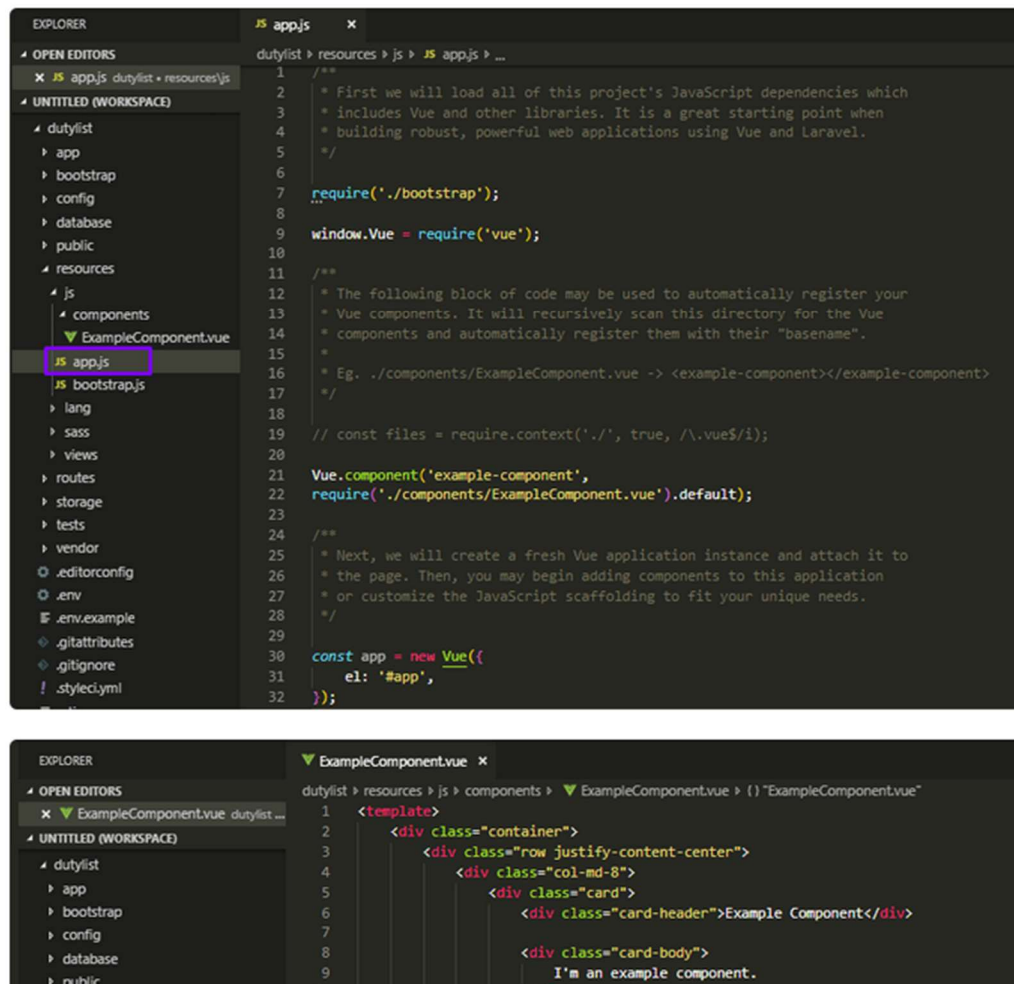 EXPLORER
OPEN EDITORS
X JS app.js dutylist • resources\js
UNTITLED (WORKSPACE)
dutylist
app
bootstrap
config
database
public
resources
js
components
ExampleComponent.vue
JS app.js
JS bootstrap.js
lang
sass
views
routes
storage
tests
vendor
.editorconfig
.env
.env.example
.gitattributes
.gitignore
! .styleci.yml
JS app.js ×
dutylist ▸ resources ▸ js ▸ JS app.js ▸ ...
1 /**
2 * First we will load all of this project's JavaScript dependencies which
3 * includes Vue and other libraries. It is a great starting point when
4 * building robust, powerful web applications using Vue and Laravel.
5 */
6
7 require('./bootstrap');
8
9 window.Vue = require('vue');
10
11 /**
12 * The following block of code may be used to automatically register your
13 * Vue components. It will recursively scan this directory for the Vue
14 * components and automatically register them with their "basename".
15 *
16 * Eg. ./components/ExampleComponent.vue -> <example-component></example-component>
17 */
18
19 // const files = require.context('./', true, /\.vue$/i);
20
21 Vue.component('example-component',
22 require('./components/ExampleComponent.vue').default);
23
24 /**
25 * Next, we will create a fresh Vue application instance and attach it to
26 * the page. Then, you may begin adding components to this application
27 * or customize the JavaScript scaffolding to fit your unique needs.
28 */
29
30 const app = new Vue({
31 el: '#app',
32 });
EXPLORER
OPEN EDITORS
X ExampleComponent.vue dutylist ...
UNTITLED (WORKSPACE)
dutylist
app
bootstrap
config
database
public
ExampleComponent.vue ×
dutylist ▸ resources ▸ js ▸ components ▸ ExampleComponent.vue ▸ {} "ExampleComponent.vue"
1 <template>
2 <div class="container">
3 <div class="row justify-content-center">
4 <div class="col-md-8">
5 <div class="card">
6 <div class="card-header">Example Component</div>
7
8 <div class="card-body">
9 I'm an example component.